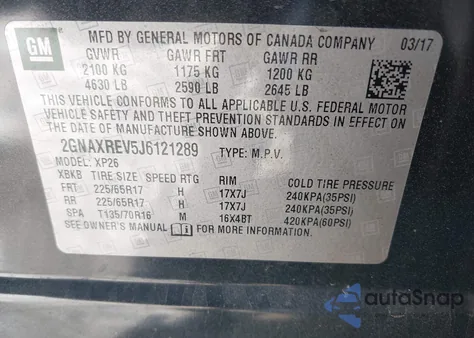 GM
MFD BY GENERAL MOTORS OF CANADA COMPANY 03/17
GVWR GAWR FRT GAWR RR
2100 KG 1175 KG 1200 KG
4630 LB 2590 LB 2645 LB
THIS VEHICLE CONFORMS TO ALL APPLICABLE U.S. FEDERAL MOTOR
VEHICLE SAFETY AND THEFT PREVENTION STANDARDS IN EFFECT
ON THE DATE OF MANUFACTURE SHOWN ABOVE.
2GNAXREV5J6121289 TYPE: M.P.V.
MODEL: XP26
XBKB TIRE SIZE SPEED RTG RIM COLD TIRE PRESSURE
FRT 225/65R17 H 17X7J 240KPA(35PSI)
RR 225/65R17 H 17X7J 240KPA(35PSI)
SPA T135/70R16 M 16X4BT 420KPA(60PSI)
SEE OWNER'S MANUAL FOR MORE INFORMATION
autoSnap